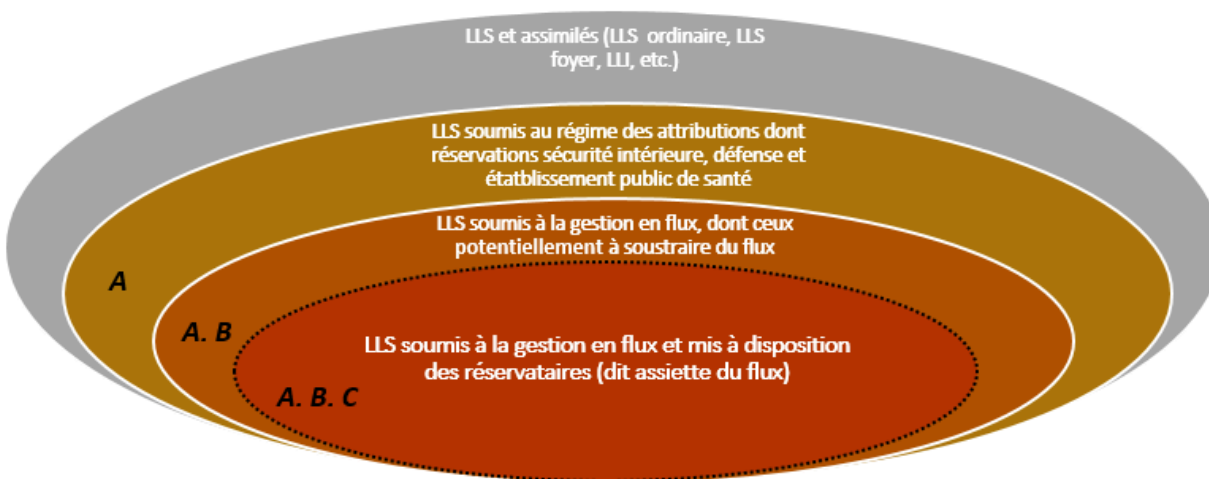 LLS et assimilés (LLS ordinaire, LLS
foyer, LLI, etc.)
LLS soumis au régime des attributions dont
réservations sécurité intérieure, défense et
étatblissement public de santé
LLS soumis à la gestion en flux, dont ceux
potentiellement à soustraire du flux
A
A. B
LLS soumis à la gestion en flux et mis à disposition
des réservataires (dit assiette du flux)
A. B. C